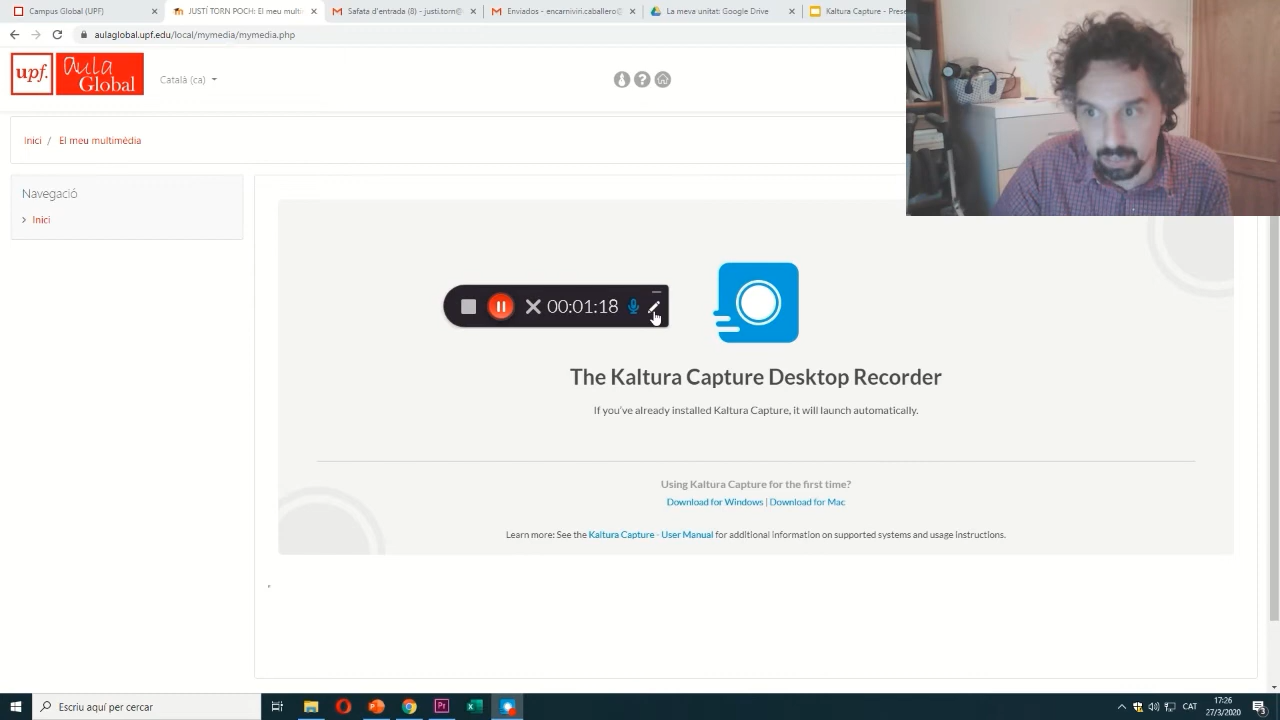 Campus Global (UPF)
JUSTÍ TORN POCH: El meu multim
Safata d'entrada (8) - justi.torn@
Enviados - encarniviri.caballero@
La meva unitat: Google Drive
Kaltura Capture - Prese
aulaglobal.upf.edu/local/mymedia/mymedia.php
upf. aula Global
Català (ca)
Inici / El meu multimèdia
Navegació
> Inici
00:01:18
The Kaltura Capture Desktop Recorder
If you've already installed Kaltura Capture, it will launch automatically.
Using Kaltura Capture for the first time?
Download for Windows | Download for Mac
Learn more: See the Kaltura Capture - User Manual for additional information on supported systems and usage instructions.
Escriu aquí per cercar
CAT
17:26
27/3/2020
3